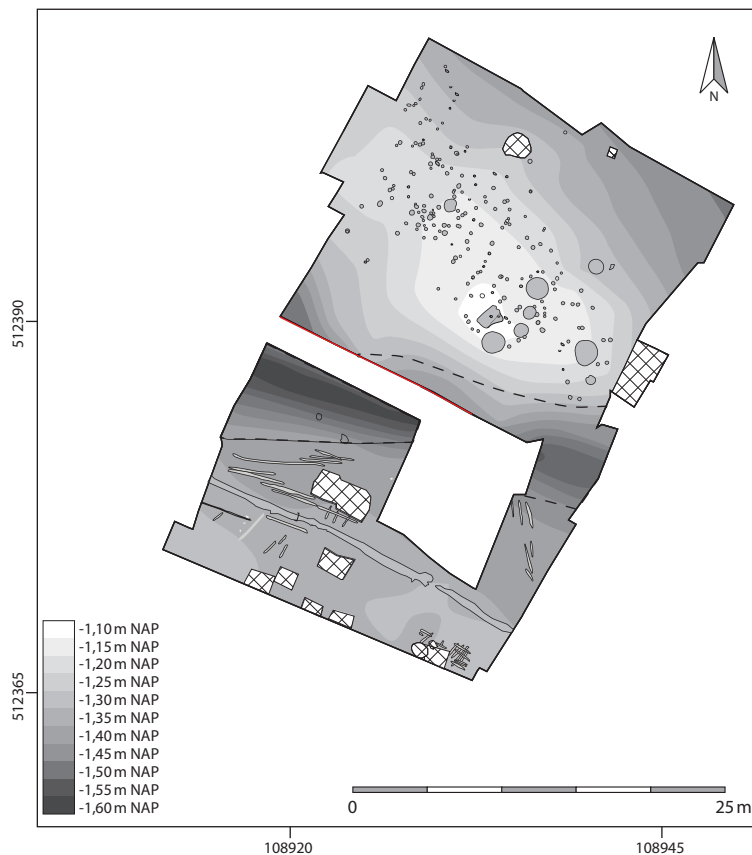 N
512390
512365
-1,10 m NAP
-1,15 m NAP
-1,20 m NAP
-1,25 m NAP
-1,30 m NAP
-1,35 m NAP
-1,40 m NAP
-1,45 m NAP
-1,50 m NAP
-1,55 m NAP
-1,60 m NAP
0 25 m
108920 108945